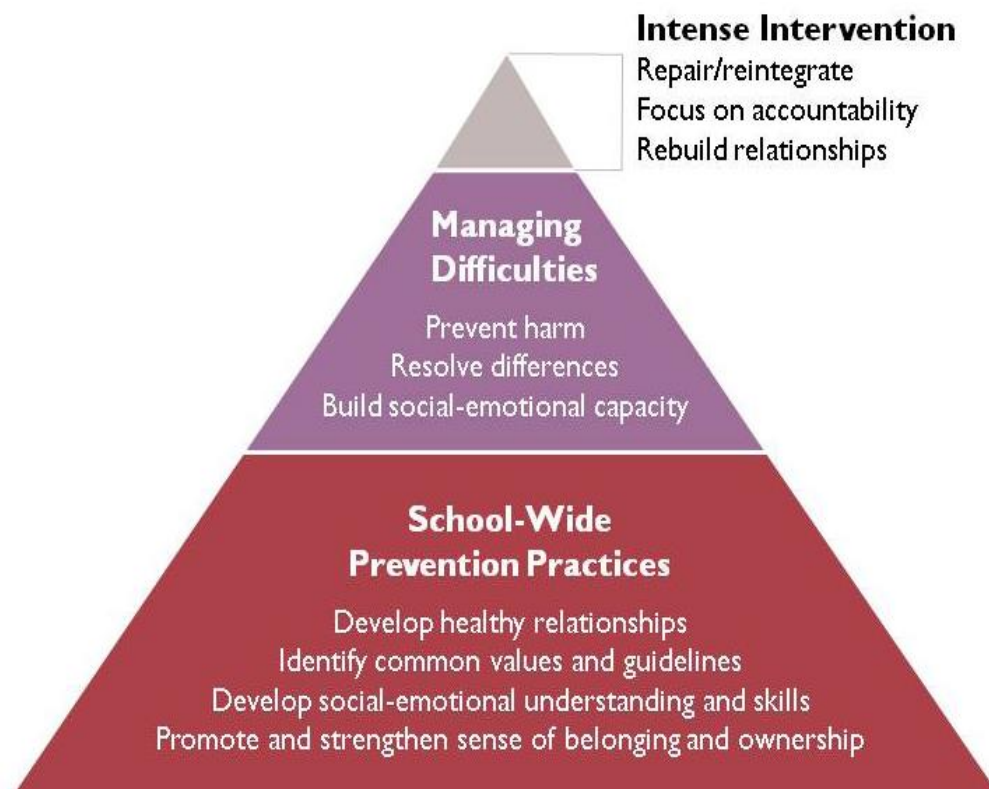 Intense Intervention
Repair/reintegrate
Focus on accountability
Rebuild relationships
Managing
Difficulties
Prevent harm
Resolve differences
Build social-emotional capacity
School-Wide
Prevention Practices
Develop healthy relationships
Identify common values and guidelines
Develop social-emotional understanding and skills
Promote and strengthen sense of belonging and ownership